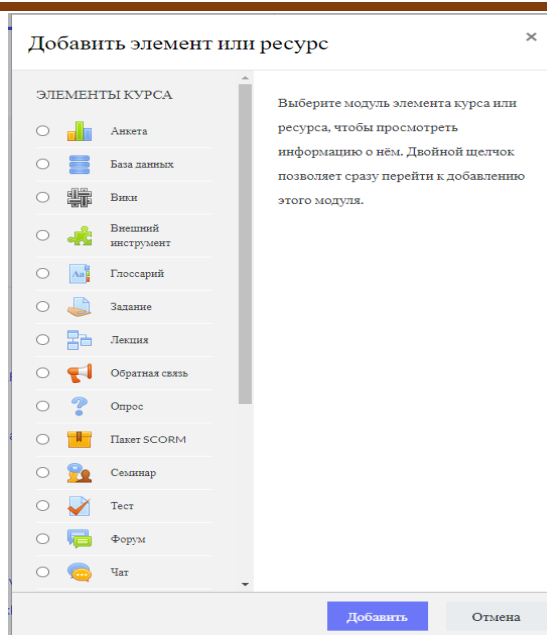 Добавить элемент или ресурс
×
ЭЛЕМЕНТЫ КУРСА
Анкета
База данных
Вики
Внешний
инструмент
Глоссарий
Задание
Лекция
Обратная связь
Опрос
Пакет SCORM
Семинар
Тест
Форум
Чат
Выберите модуль элемента курса или
ресурса, чтобы просмотреть
информацию о нём. Двойной щелчок
позволяет сразу перейти к добавлению
этого модуля.
Добавить
Отмена